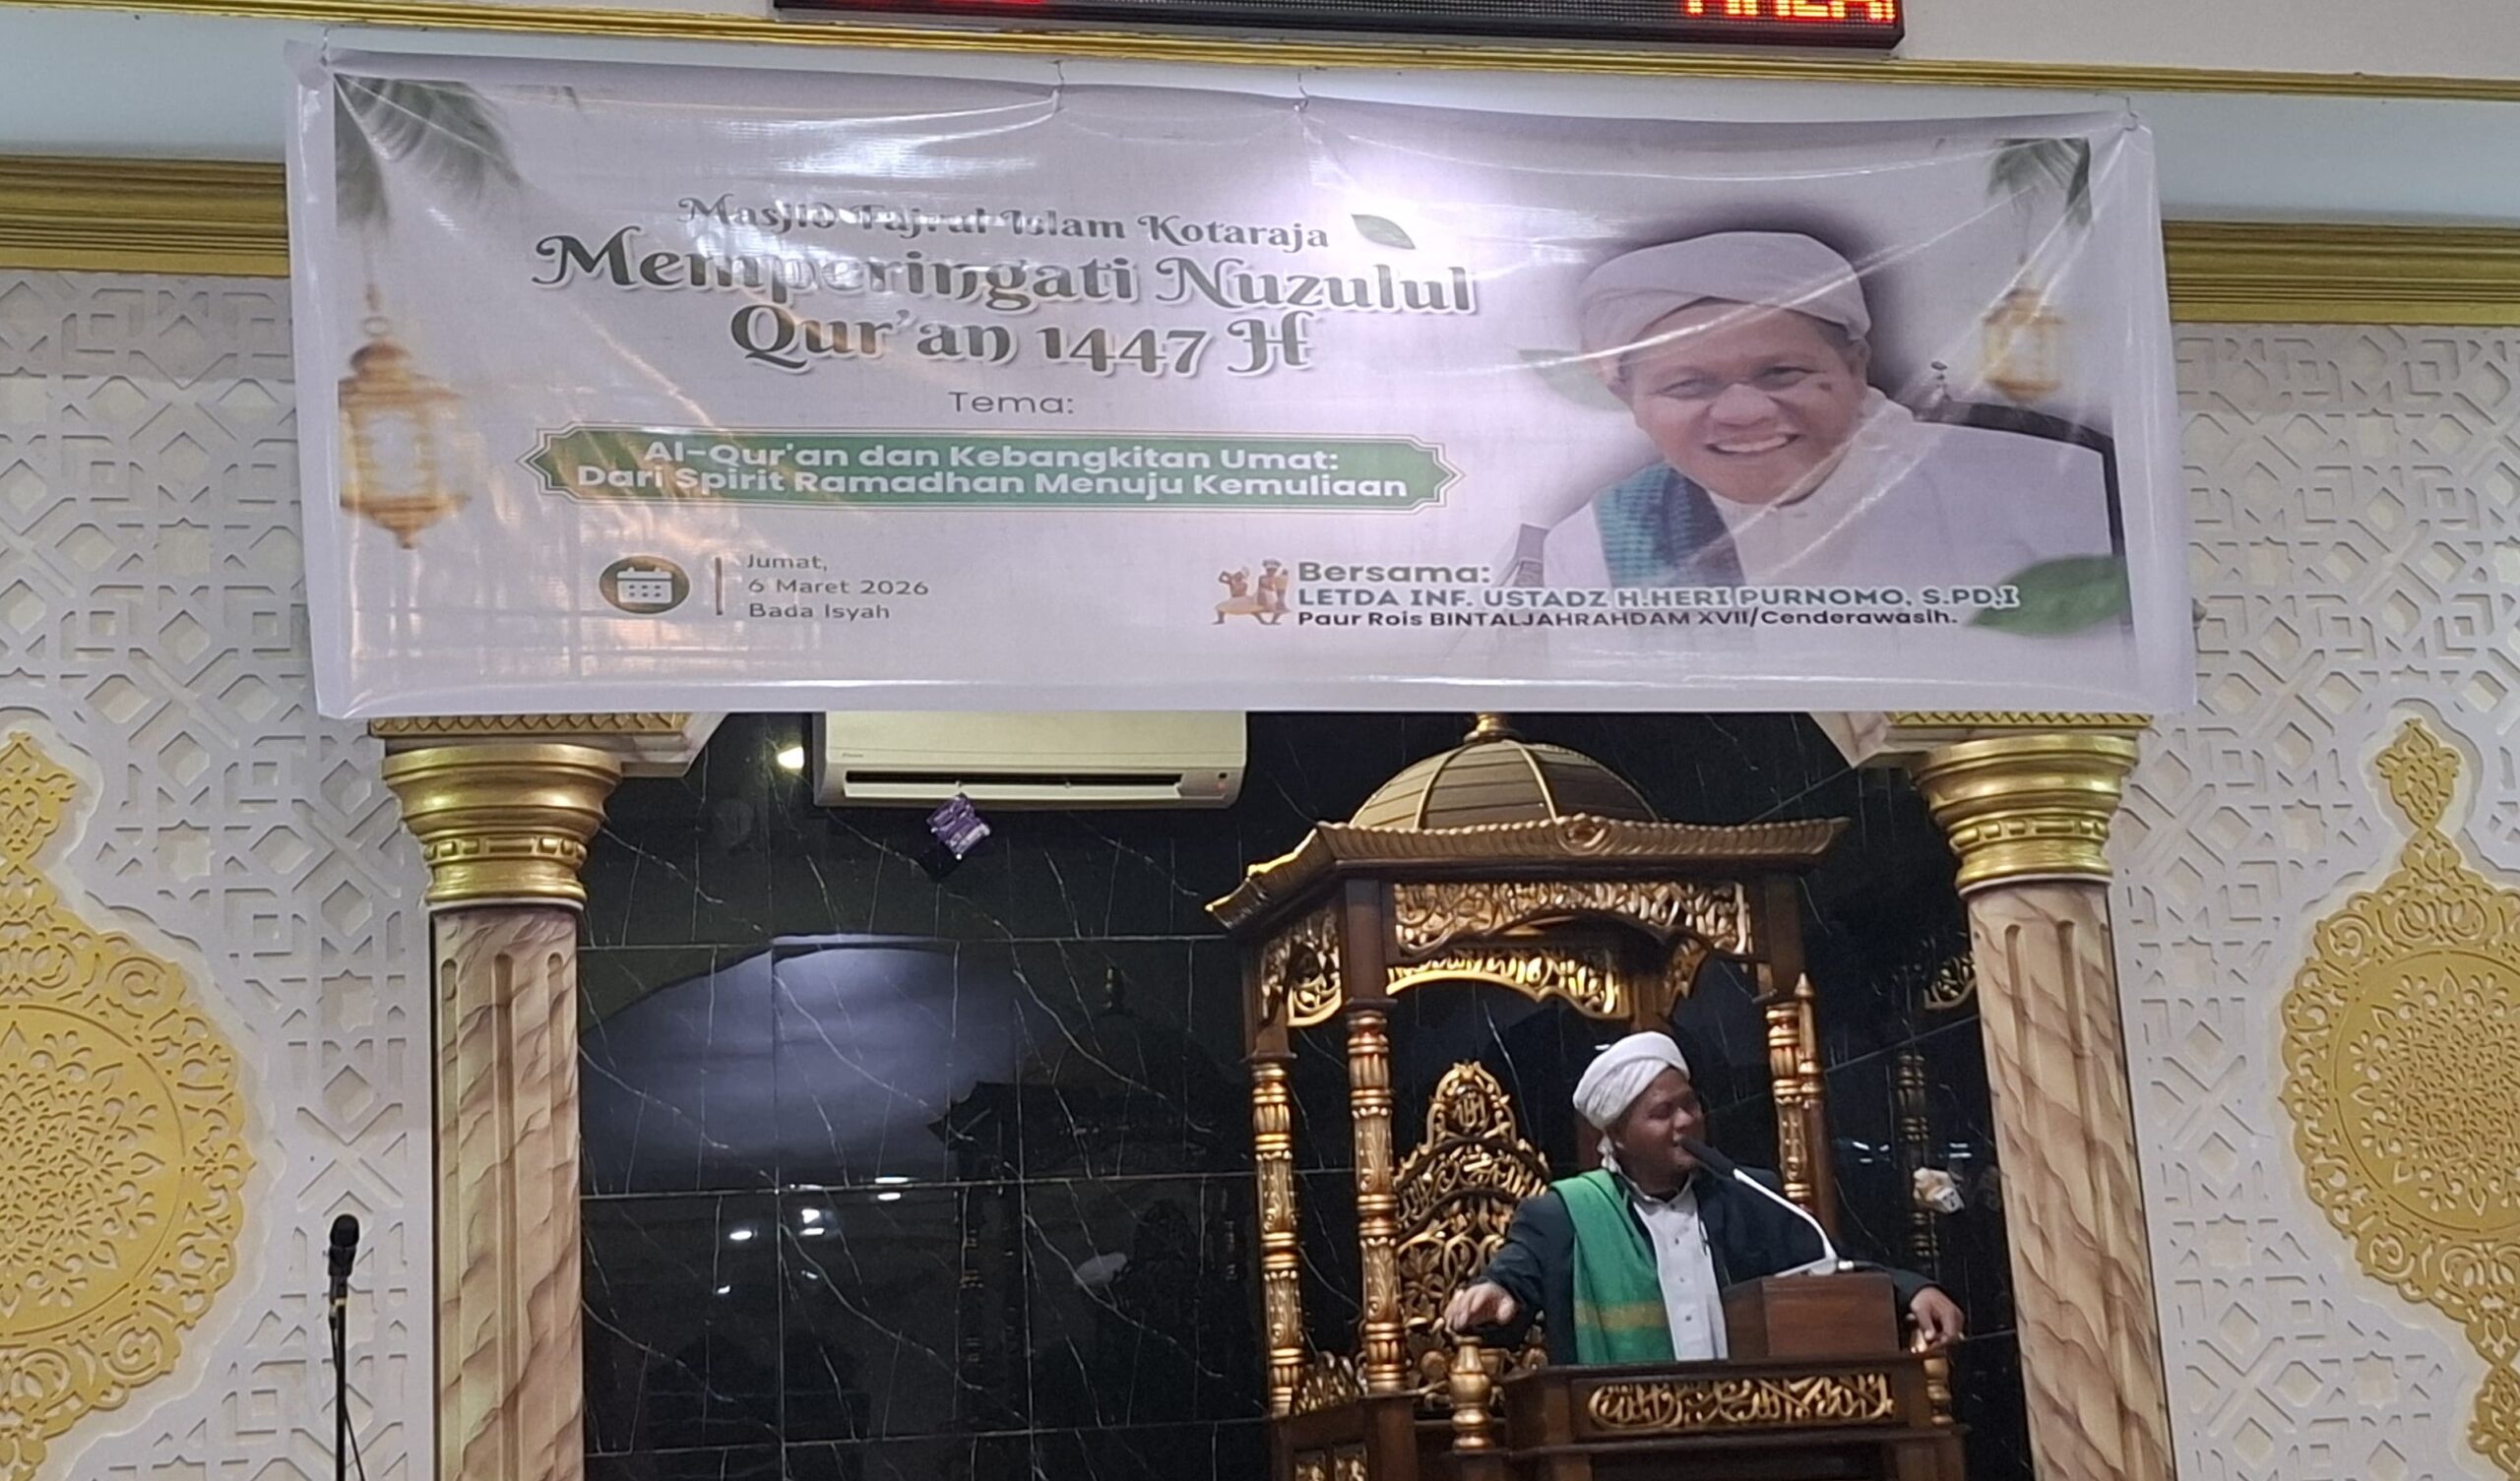 Masjid Fajrul Islam Kotaraja
Memperingati Nuzulul
Qur'an 1447 H
Tema:
Al-Qur'an dan Kebangkitan Umat:
Dari Spirit Ramadhan Menuju Kemuliaan
Jumat,
6 Maret 2026
Bada Isyah
Bersama:
LETDA INF. USTADZ H.HERI PURNOMO, S.PD,I
Paur Rois BINTALJAHRAHDAM XVII/Cenderawasih.